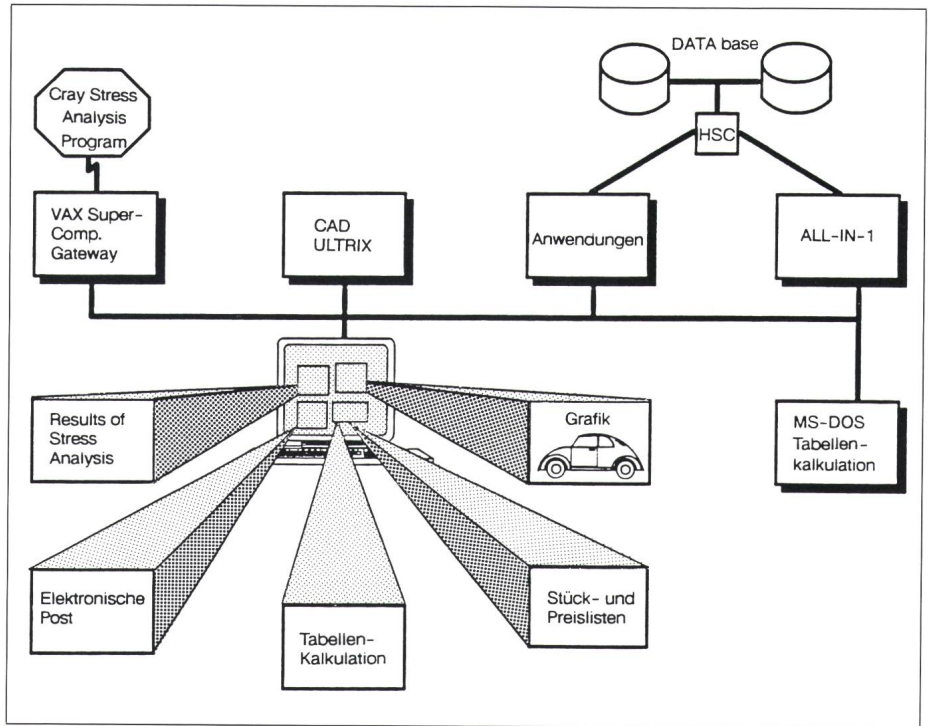 DATA base
Cray Stress
Analysis
Program
HSC
VAX Super-
Comp.
Gateway
CAD
ULTRIX
Anwendungen
ALL-IN-1
Results of
Stress
Analysis
Grafik
MS-DOS
Tabellen-
kalkulation
Elektronische
Post
Tabellen-
Kalkulation
Stück- und
Preislisten